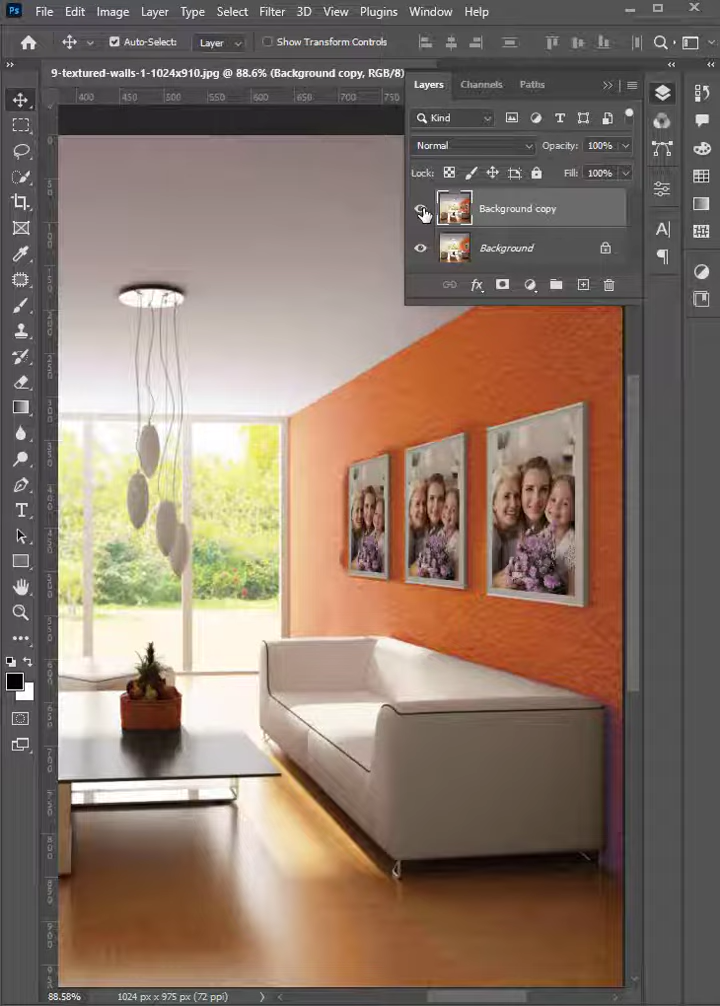 Ps File Edit Image Layer Type Select Filter 3D View Plugins Window Help
Auto-Select: Layer Show Transform Controls
9-textured-walls-1-1024x910.jpg @ 88.6% (Background copy, RGB/8)
Layers Channels Paths
400 450 500 550 600 650 700 750
Kind
Normal Opacity: 100%
Lock: Fill: 100%
Background copy
Background
fx
88.58% 1024 px x 975 px (72 ppi)